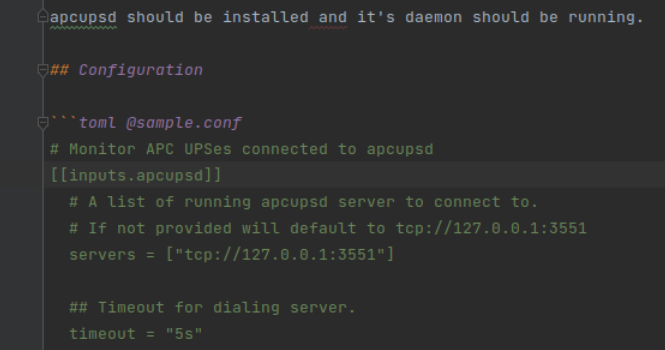 apcupsd should be installed and it's daemon should be running.
## Configuration
```toml @sample.conf
# Monitor APC UPSes connected to apcupsd
[[inputs.apcupsd]]
# A list of running apcupsd server to connect to.
# If not provided will default to tcp://127.0.0.1:3551
servers = ["tcp://127.0.0.1:3551"]
## Timeout for dialing server.
timeout = "5s"